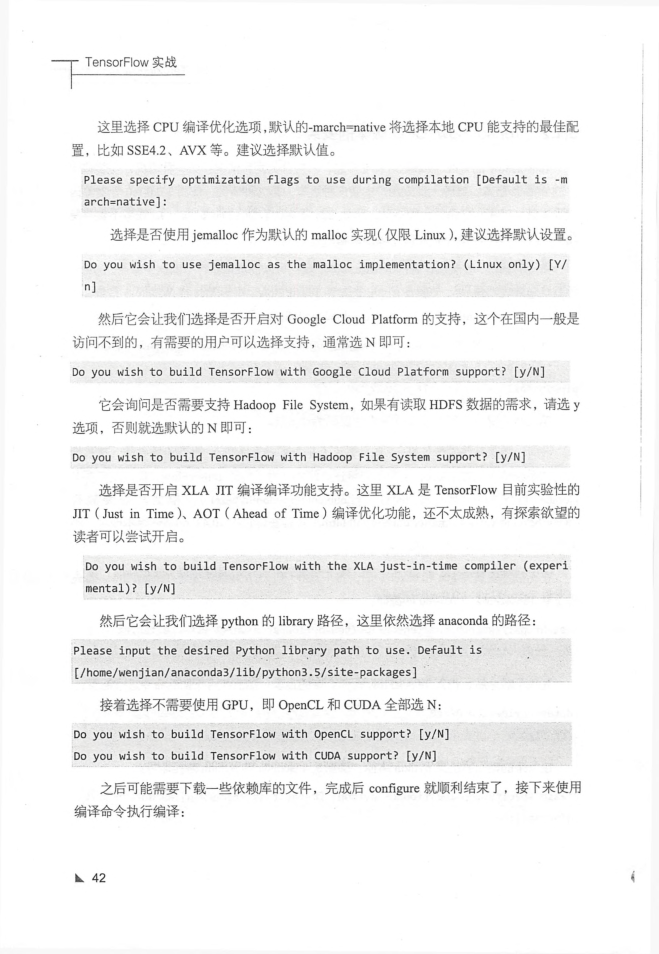 TensorFlow 实战
这里选择 CPU 编译优化选项,默认的-march=native 将选择本地 CPU 能支持的最佳配
置，比如 SSE4.2、AVX 等。建议选择默认值。
Please specify optimization flags to use during compilation [Default is -m
arch=native]:
选择是否使用 jemalloc 作为默认的 malloc 实现（仅限 Linux），建议选择默认设置。
Do you wish to use jemalloc as the malloc implementation? (Linux only) [Y/
n]
然后它会让我们选择是否开启对 Google Cloud Platform 的支持，这个在国内一般是
访问不到的，有需要的用户可以选择支持，通常选 N 即可：
Do you wish to build TensorFlow with Google Cloud Platform support? [y/N]
它会询问是否需要支持 Hadoop File System，如果有读取 HDFS 数据的需求，请选 y
选项，否则就选默认的 N 即可：
Do you wish to build TensorFlow with Hadoop File System support? [y/N]
选择是否开启 XLA JIT 编译编译功能支持。这里 XLA 是 TensorFlow 目前实验性的
JIT（Just in Time）、AOT（Ahead of Time）编译优化功能，还不太成熟，有探索欲望的
读者可以尝试开启。
Do you wish to build TensorFlow with the XLA just-in-time compiler (experi
mental)? [y/N]
然后它会让我们选择 python 的 library 路径，这里依然选择 anaconda 的路径：
Please input the desired Python library path to use. Default is
[/home/wenjian/anaconda3/lib/python3.5/site-packages]
接着选择不需要使用 GPU，即 OpenCL 和 CUDA 全部选 N：
Do you wish to build TensorFlow with OpenCL support? [y/N]
Do you wish to build TensorFlow with CUDA support? [y/N]
之后可能需要下载一些依赖库的文件，完成后 configure 就顺利结束了，接下来使用
编译命令执行编译：
42